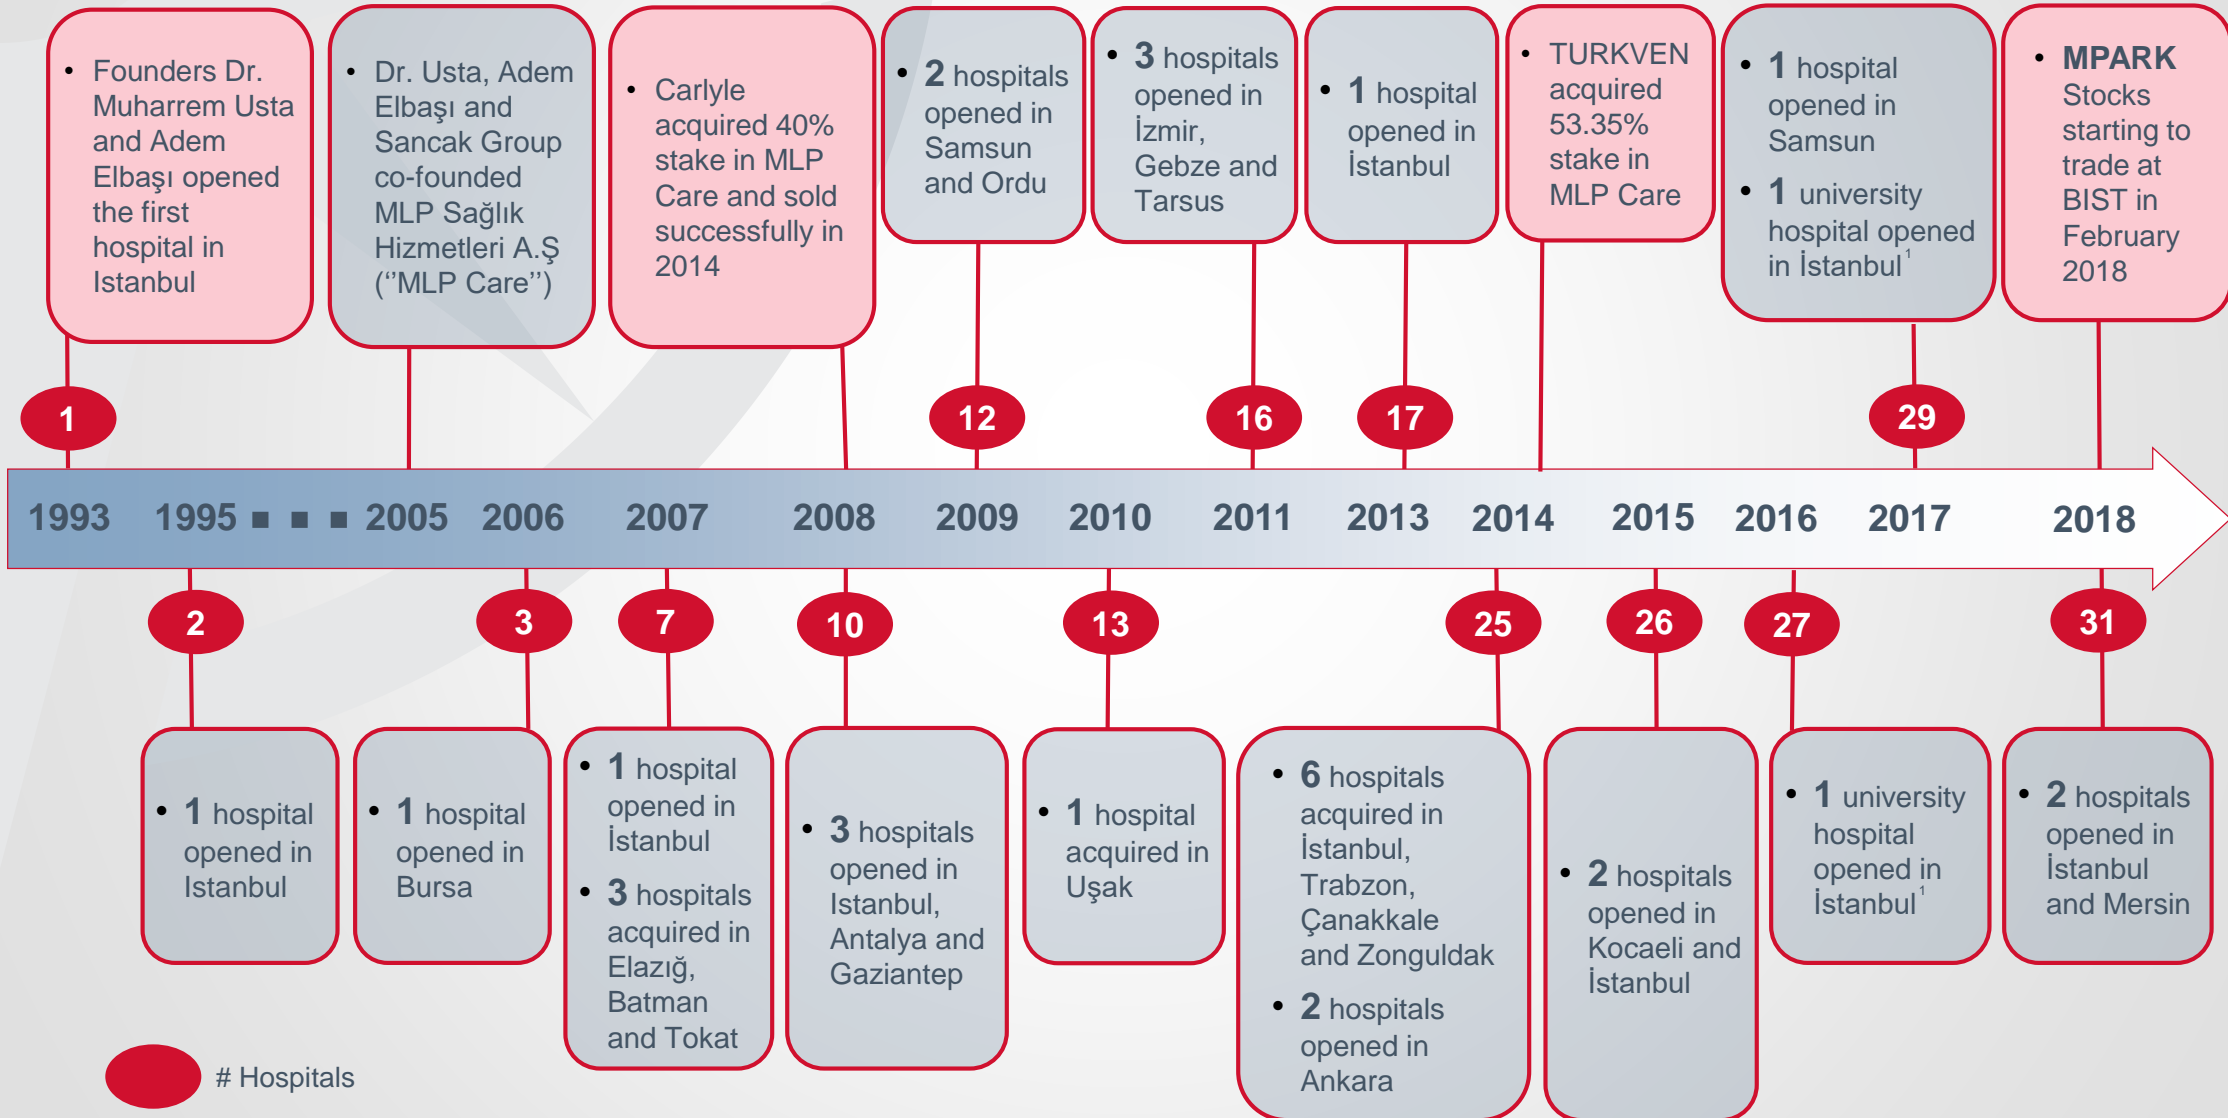 • Founders Dr.
Muharrem Usta
and Adem
Elbaşı opened
the first
hospital in
Istanbul
• Dr. Usta, Adem
Elbaşı and
Sancak Group
co-founded
MLP Sağlık
Hizmetleri A.Ş
(‘’MLP Care’’)
• Carlyle
acquired 40%
stake in MLP
Care and sold
successfully in
2014
• 2 hospitals
opened in
Samsun
and Ordu
• 3 hospitals
opened in
İzmir,
Gebze and
Tarsus
• 1 hospital
opened in
İstanbul
• TURKVEN
acquired
53.35%
stake in
MLP Care
• 1 hospital
opened in
Samsun
• 1 university
hospital opened
in İstanbul¹
• MPARK
Stocks
starting to
trade at
BIST in
February
2018
1
12
16
17
29
1993 1995 ■ ■ ■ 2005 2006 2007 2008 2009 2010 2011 2013 2014 2015 2016 2017 2018
2
3
7
10
13
25
26
27
31
• 1 hospital
opened in
Istanbul
• 1 hospital
opened in
Bursa
• 1 hospital
opened in
İstanbul
• 3 hospitals
acquired in
Elazığ,
Batman
and Tokat
• 3 hospitals
opened in
Istanbul,
Antalya and
Gaziantep
• 1 hospital
acquired in
Uşak
• 6 hospitals
acquired in
İstanbul,
Trabzon,
Çanakkale
and Zonguldak
• 2 hospitals
opened in
Ankara
• 2 hospitals
opened in
Kocaeli and
İstanbul
• 1 university
hospital
opened in
İstanbul¹
• 2 hospitals
opened in
İstanbul
and Mersin
# Hospitals